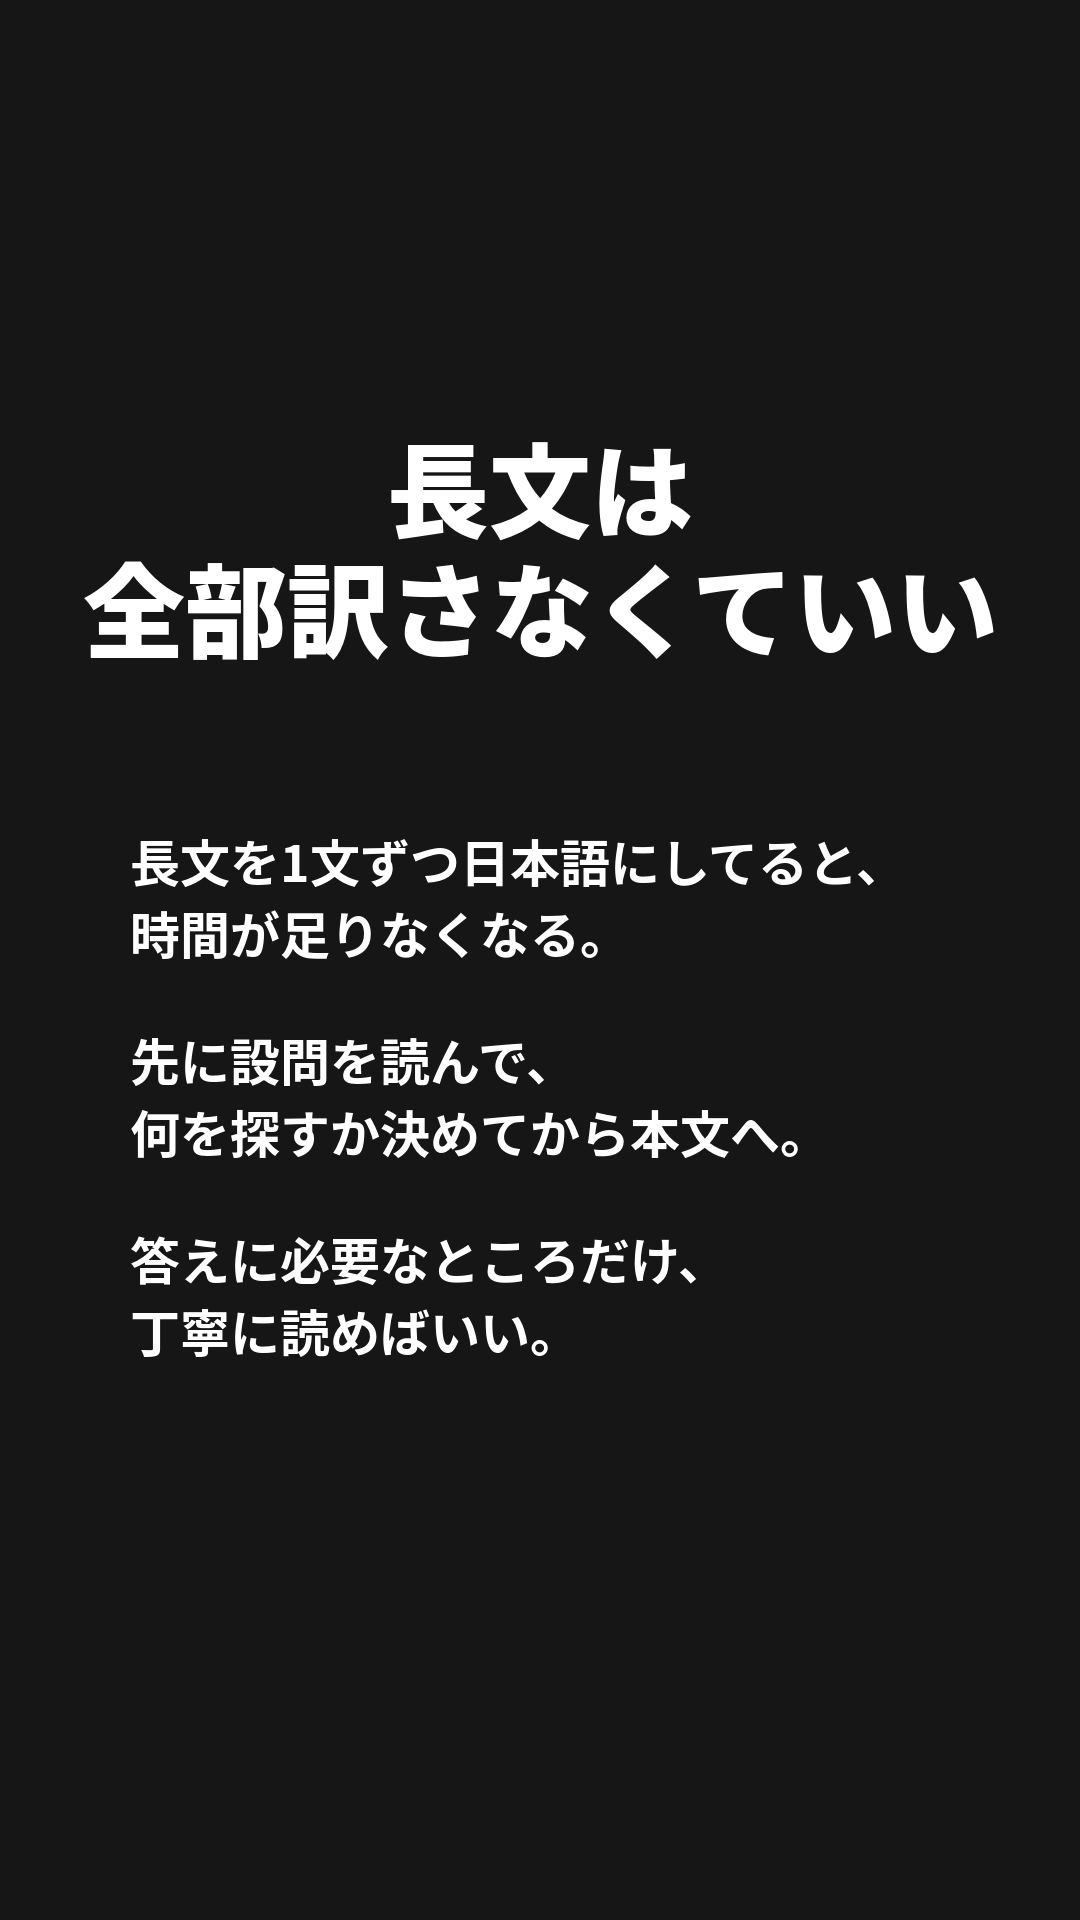 長文は
全部訳さなくていい
長文を1文ずつ日本語にしてると、
時間が足りなくなる。
先に設問を読んで、
何を探すか決めてから本文へ。
答えに必要なところだけ、
丁寧に読めばいい。